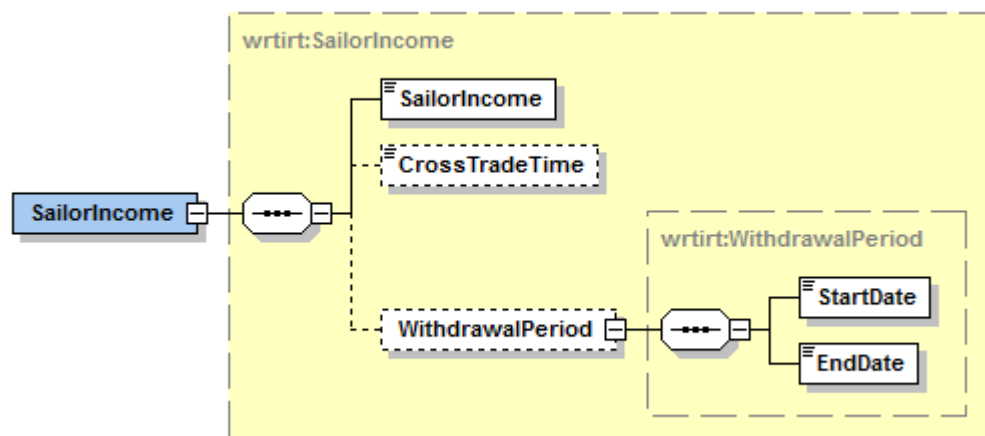 wrtirt:SailorIncome
SailorIncome
CrossTradeTime
SailorIncome
wrtirt:WithdrawalPeriod
StartDate
WithdrawalPeriod
EndDate